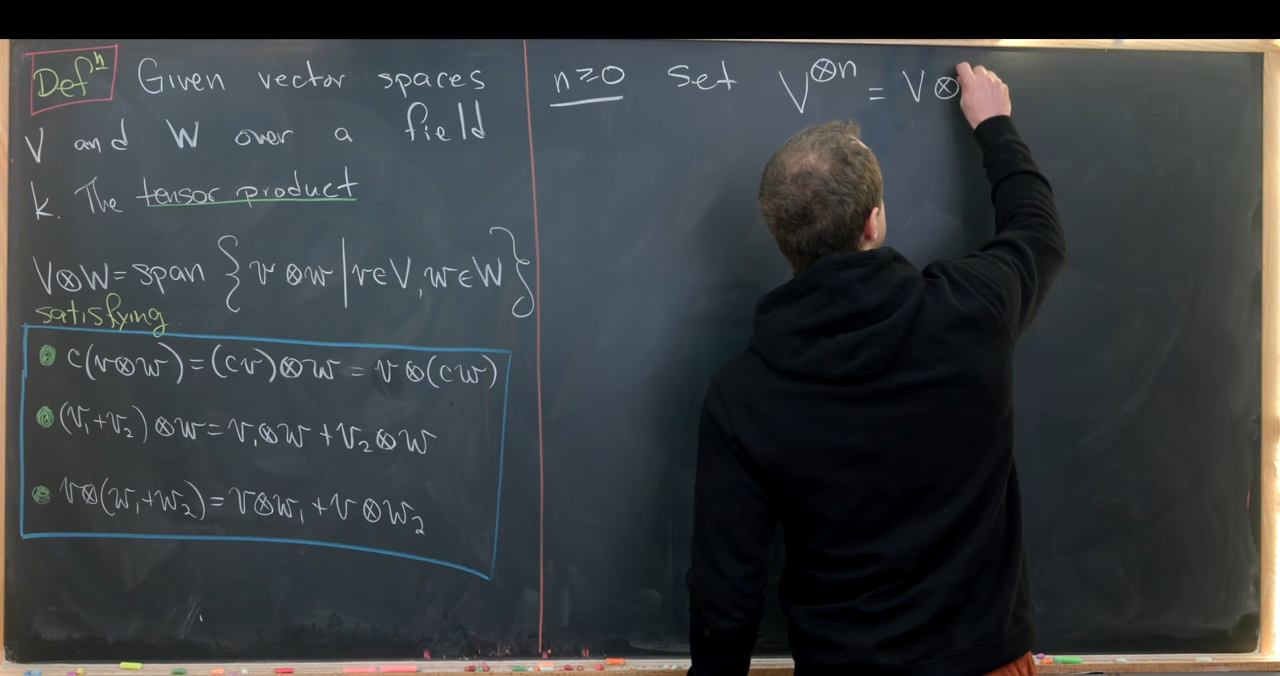 Defⁿ Given vector spaces
V and W over a field
k. The tensor product
V⊗W = span { v⊗w | v∈V, w∈W }
satisfying
c(v⊗w) = (cv)⊗w = v⊗(cw)
(v₁+v₂)⊗w = v₁⊗w + v₂⊗w
v⊗(w₁+w₂) = v⊗w₁ + v⊗w₂
n≥0 Set V^⊗n = V⊗